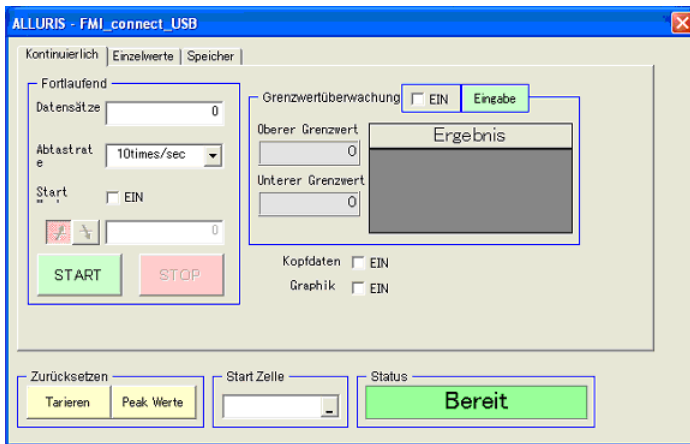 ALLURIS - FMI_connect_USB
Kontinuierlich Einzelwerte Speicher
Fortlaufend
Datensätze 0
Abtastrat
e
10times/sec
Start EIN
0
START STOP
Grenzwertüberwachung EIN Eingabe
Oberer Grenzwert
0
Unterer Grenzwert
0
Ergebnis
Kopfdaten EIN
Graphik EIN
Zurücksetzen
Tarieren Peak Werte
Start Zelle
_
Status
Bereit